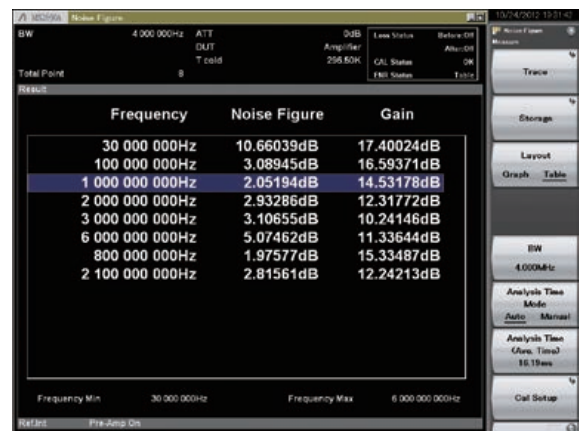 MS2690A Noise Figure 10/24/2012 19:31:42
BW 4 000 000Hz ATT 0dB Loss Status Before:Off
DUT Amplifier After:Off
T cold 296.50K CAL Status OK
Total Point 8 ENR Status Table
Result
Frequency Noise Figure Gain
30 000 000Hz 10.66039dB 17.40024dB
100 000 000Hz 3.08945dB 16.59371dB
1 000 000 000Hz 2.05194dB 14.53178dB
2 000 000 000Hz 2.93286dB 12.31772dB
3 000 000 000Hz 3.10655dB 10.24146dB
6 000 000 000Hz 5.07462dB 11.33644dB
800 000 000Hz 1.97577dB 15.33487dB
2 100 000 000Hz 2.81561dB 12.24213dB
Frequency Min 30 000 000Hz Frequency Max 6 000 000 000Hz
Ref.Int Pre-Amp On
Noise Figure
Measure
Trace
Storage
Layout
Graph Table
BW
4.000MHz
Analysis Time
Mode
Auto Manual
Analysis Time
(Ave. Time)
16.19ms
Cal Setup